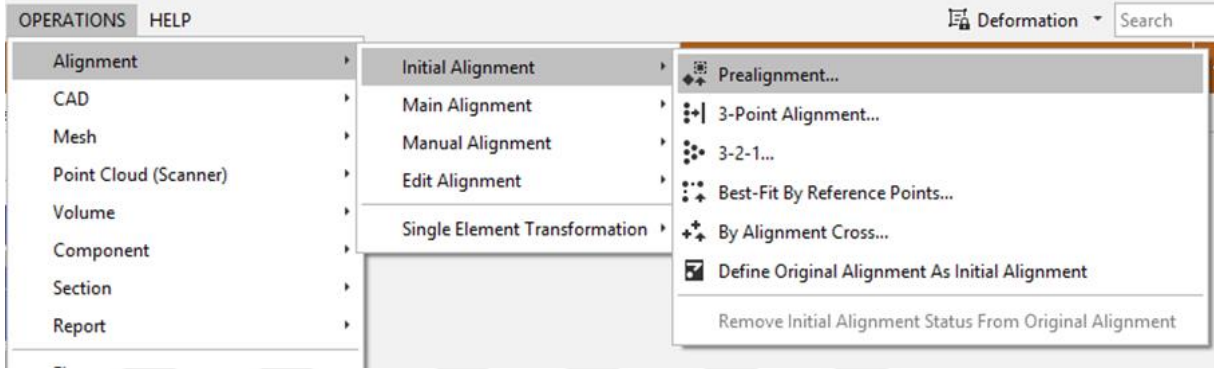 OPERATIONS HELP
Deformation
Search
Alignment
CAD
Mesh
Point Cloud (Scanner)
Volume
Component
Section
Report
Initial Alignment
Main Alignment
Manual Alignment
Edit Alignment
Single Element Transformation
Prealignment...
3-Point Alignment...
3-2-1...
Best-Fit By Reference Points...
By Alignment Cross...
Define Original Alignment As Initial Alignment
Remove Initial Alignment Status From Original Alignment